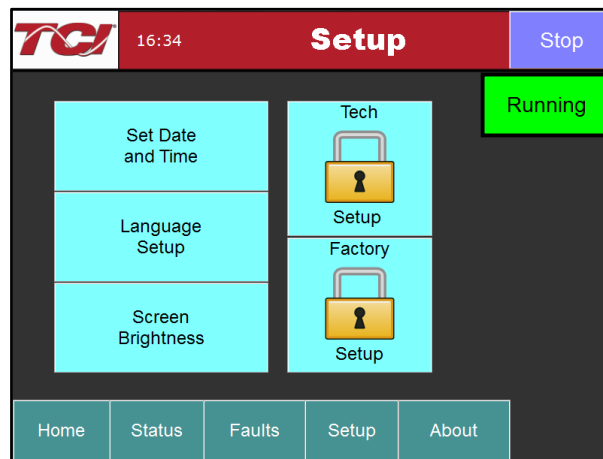 TCI
16:34
Setup
Stop
Running
Set Date
and Time
Language
Setup
Screen
Brightness
Tech
Setup
Factory
Setup
Home
Status
Faults
Setup
About